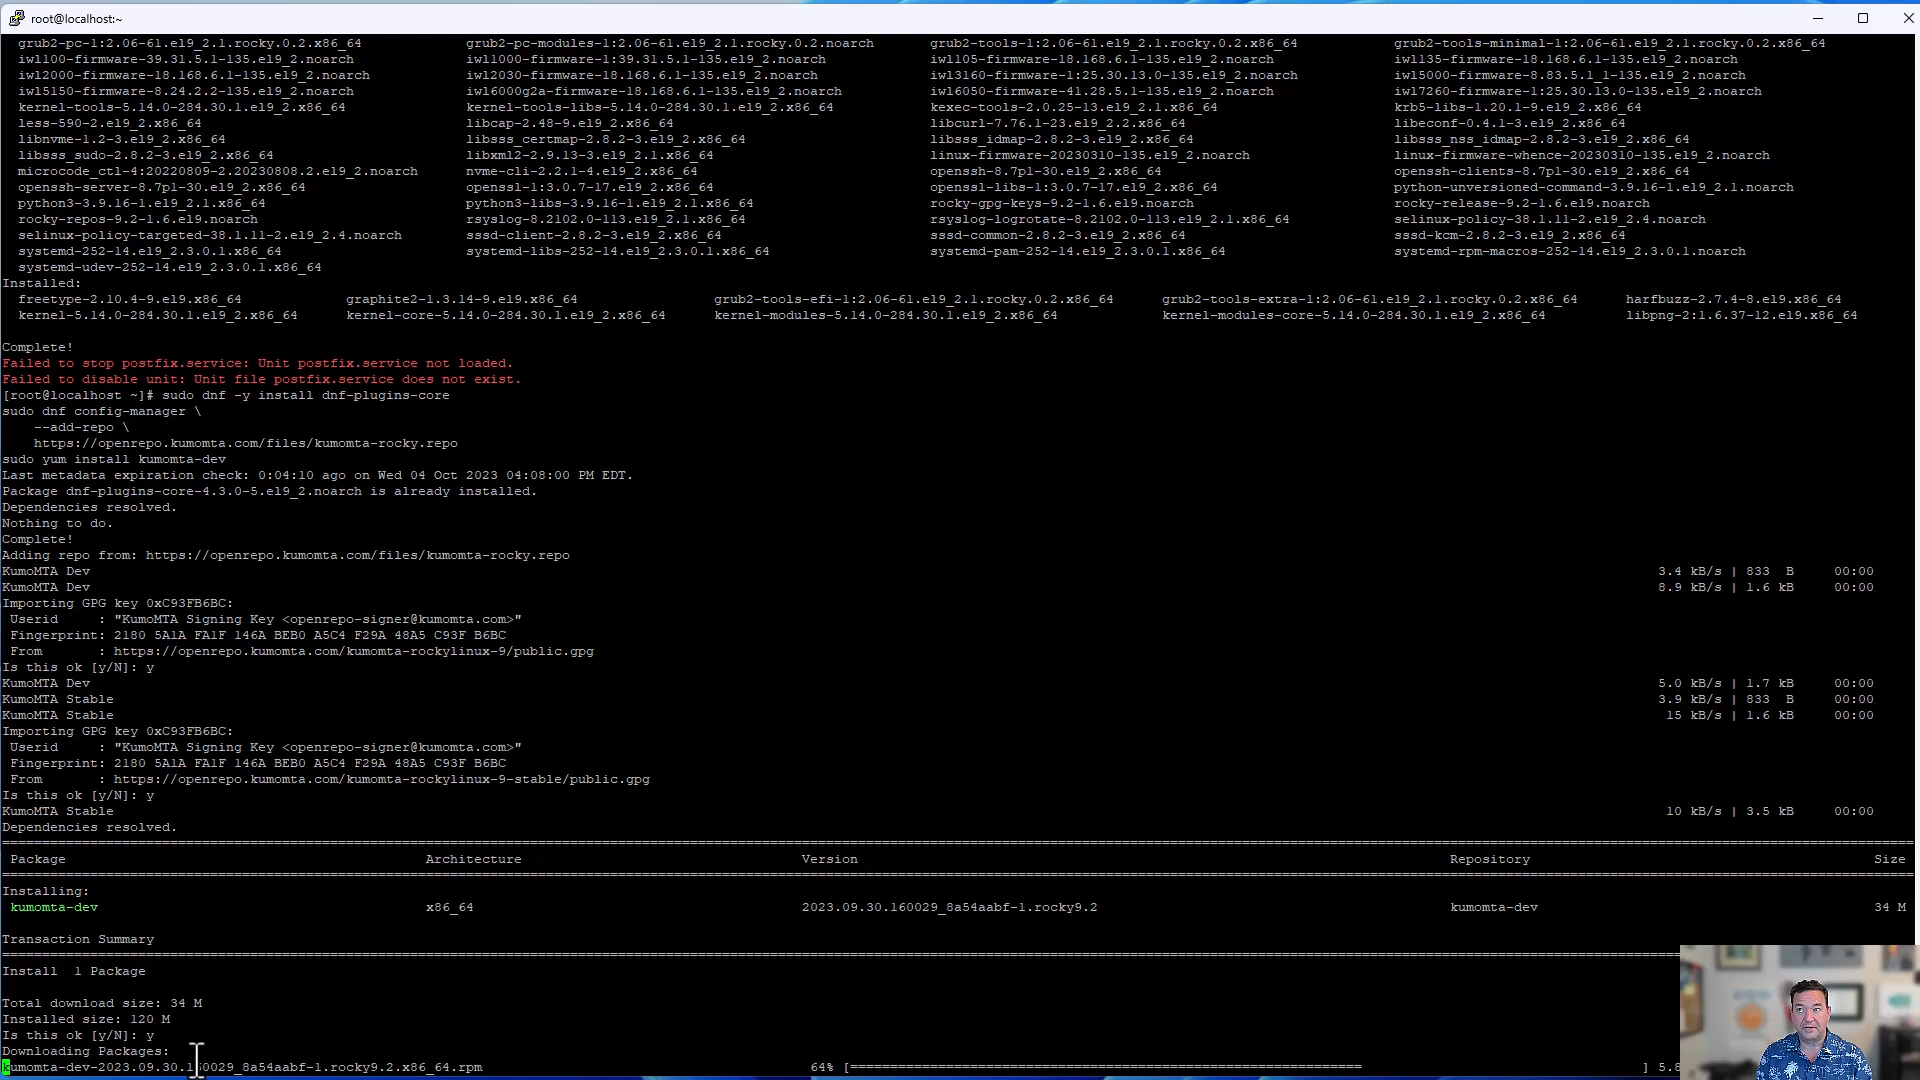 root@localhost:~
grub2-pc-1:2.06-61.el9_2.1.rocky.0.2.x86_64 grub2-pc-modules-1:2.06-61.el9_2.1.rocky.0.2.noarch grub2-tools-1:2.06-61.el9_2.1.rocky.0.2.x86_64 grub2-tools-minimal-1:2.06-61.el9_2.1.rocky.0.2.x86_64
iwl100-firmware-39.31.5.1-135.el9_2.noarch iwl1000-firmware-1:39.31.5.1-135.el9_2.noarch iwl105-firmware-18.168.6.1-135.el9_2.noarch iwl135-firmware-18.168.6.1-135.el9_2.noarch
iwl2000-firmware-18.168.6.1-135.el9_2.noarch iwl2030-firmware-18.168.6.1-135.el9_2.noarch iwl3160-firmware-1:25.30.13.0-135.el9_2.noarch iwl5000-firmware-8.83.5.1_1-135.el9_2.noarch
iwl5150-firmware-8.24.2.2-135.el9_2.noarch iwl6000g2a-firmware-18.168.6.1-135.el9_2.noarch iwl6050-firmware-41.28.5.1-135.el9_2.noarch iwl7260-firmware-1:25.30.13.0-135.el9_2.noarch
kernel-tools-5.14.0-284.30.1.el9_2.x86_64 kernel-tools-libs-5.14.0-284.30.1.el9_2.x86_64 kexec-tools-2.0.25-13.el9_2.1.x86_64 krb5-libs-1.20.1-9.el9_2.x86_64
less-590-2.el9_2.x86_64 libcap-2.48-9.el9_2.x86_64 libcurl-7.76.1-23.el9_2.2.x86_64 libeconf-0.4.1-3.el9_2.x86_64
libnvme-1.2-3.el9_2.x86_64 libsss_certmap-2.8.2-3.el9_2.x86_64 libsss_idmap-2.8.2-3.el9_2.x86_64 libsss_nss_idmap-2.8.2-3.el9_2.x86_64
libsss_sudo-2.8.2-3.el9_2.x86_64 libxml2-2.9.13-3.el9_2.1.x86_64 linux-firmware-20230310-135.el9_2.noarch linux-firmware-whence-20230310-135.el9_2.noarch
microcode_ctl-4:20220809-2.20230808.2.el9_2.noarch nvme-cli-2.2.1-4.el9_2.x86_64 openssh-8.7p1-30.el9_2.x86_64 openssh-clients-8.7p1-30.el9_2.x86_64
openssh-server-8.7p1-30.el9_2.x86_64 openssl-1:3.0.7-17.el9_2.x86_64 openssl-libs-1:3.0.7-17.el9_2.x86_64 python-unversioned-command-3.9.16-1.el9_2.1.noarch
python3-3.9.16-1.el9_2.1.x86_64 python3-libs-3.9.16-1.el9_2.1.x86_64 rocky-gpg-keys-9.2-1.6.el9.noarch rocky-release-9.2-1.6.el9.noarch
rocky-repos-9.2-1.6.el9.noarch rsyslog-8.2102.0-113.el9_2.1.x86_64 rsyslog-logrotate-8.2102.0-113.el9_2.1.x86_64 selinux-policy-38.1.11-2.el9_2.4.noarch
selinux-policy-targeted-38.1.11-2.el9_2.4.noarch sssd-client-2.8.2-3.el9_2.x86_64 sssd-common-2.8.2-3.el9_2.x86_64 sssd-kcm-2.8.2-3.el9_2.x86_64
systemd-252-14.el9_2.3.0.1.x86_64 systemd-libs-252-14.el9_2.3.0.1.x86_64 systemd-pam-252-14.el9_2.3.0.1.x86_64 systemd-rpm-macros-252-14.el9_2.3.0.1.noarch
systemd-udev-252-14.el9_2.3.0.1.x86_64
Installed:
freetype-2.10.4-9.el9.x86_64 graphite2-1.3.14-9.el9.x86_64 grub2-tools-efi-1:2.06-61.el9_2.1.rocky.0.2.x86_64 grub2-tools-extra-1:2.06-61.el9_2.1.rocky.0.2.x86_64 harfbuzz-2.7.4-8.el9.x86_64
kernel-5.14.0-284.30.1.el9_2.x86_64 kernel-core-5.14.0-284.30.1.el9_2.x86_64 kernel-modules-5.14.0-284.30.1.el9_2.x86_64 kernel-modules-core-5.14.0-284.30.1.el9_2.x86_64 libpng-2:1.6.37-12.el9.x86_64
Complete!
Failed to stop postfix.service: Unit postfix.service not loaded.
Failed to disable unit: Unit file postfix.service does not exist.
[root@localhost ~]# sudo dnf -y install dnf-plugins-core
sudo dnf config-manager \
--add-repo \
https://openrepo.kumomta.com/files/kumomta-rocky.repo
sudo yum install kumomta-dev
Last metadata expiration check: 0:04:10 ago on Wed 04 Oct 2023 04:08:00 PM EDT.
Package dnf-plugins-core-4.3.0-5.el9_2.noarch is already installed.
Dependencies resolved.
Nothing to do.
Complete!
Adding repo from: https://openrepo.kumomta.com/files/kumomta-rocky.repo
KumoMTA Dev 3.4 kB/s | 833 B 00:00
KumoMTA Dev 8.9 kB/s | 1.6 kB 00:00
Importing GPG key 0xC93FB6BC:
Userid : "KumoMTA Signing Key <openrepo-signer@kumomta.com>"
Fingerprint: 2180 5A1A FA1F 146A BEB0 A5C4 F29A 48A5 C93F B6BC
From : https://openrepo.kumomta.com/kumomta-rockylinux-9/public.gpg
Is this ok [y/N]: y
KumoMTA Dev 5.0 kB/s | 1.7 kB 00:00
KumoMTA Stable 3.9 kB/s | 833 B 00:00
KumoMTA Stable 15 kB/s | 1.6 kB 00:00
Importing GPG key 0xC93FB6BC:
Userid : "KumoMTA Signing Key <openrepo-signer@kumomta.com>"
Fingerprint: 2180 5A1A FA1F 146A BEB0 A5C4 F29A 48A5 C93F B6BC
From : https://openrepo.kumomta.com/kumomta-rockylinux-9-stable/public.gpg
Is this ok [y/N]: y
KumoMTA Stable 10 kB/s | 3.5 kB 00:00
Dependencies resolved.
Package Architecture Version Repository Size
Installing:
kumomta-dev x86_64 2023.09.30.160029_8a54aabf-1.rocky9.2 kumomta-dev 34 M
Transaction Summary
Install 1 Package
Total download size: 34 M
Installed size: 120 M
Is this ok [y/N]: y
Downloading Packages:
kumomta-dev-2023.09.30.160029_8a54aabf-1.rocky9.2.x86_64.rpm 64% [==================== ] 5.8